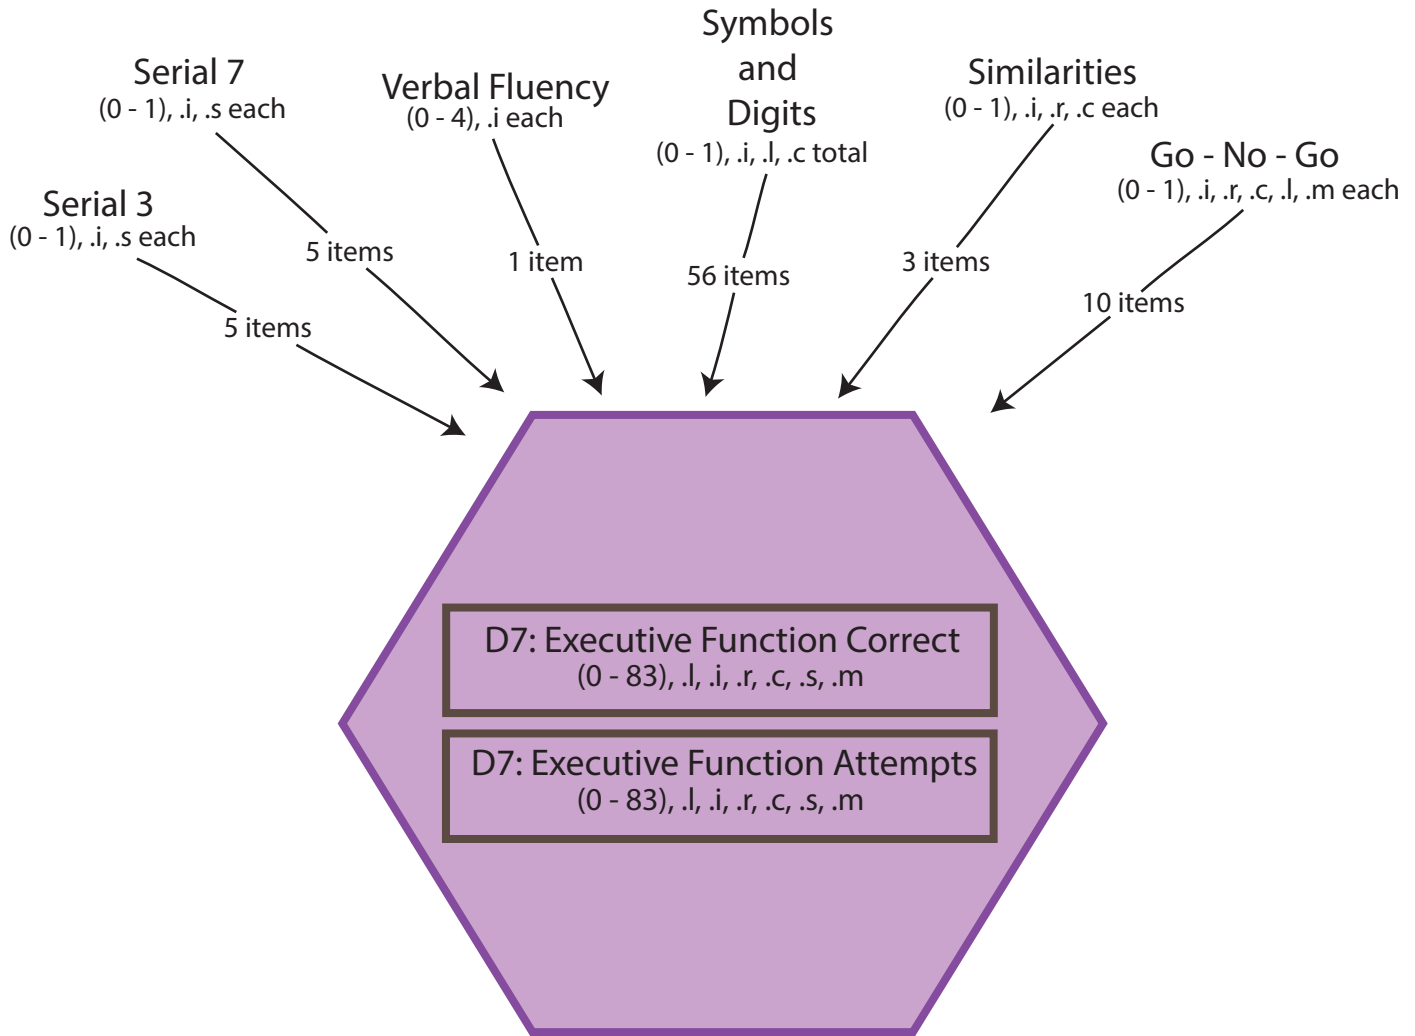 Serial 7
(0 - 1), .i, .s each
Verbal Fluency
(0 - 4), .i each
Symbols
and
Digits
(0 - 1), .i, .l, .c total
Similarities
(0 - 1), .i, .r, .c each
Go - No - Go
(0 - 1), .i, .r, .c, .l, .m each
Serial 3
(0 - 1), .i, .s each
5 items
5 items
1 item
56 items
3 items
10 items
D7: Executive Function Correct
(0 - 83), .l, .i, .r, .c, .s, .m
D7: Executive Function Attempts
(0 - 83), .l, .i, .r, .c, .s, .m